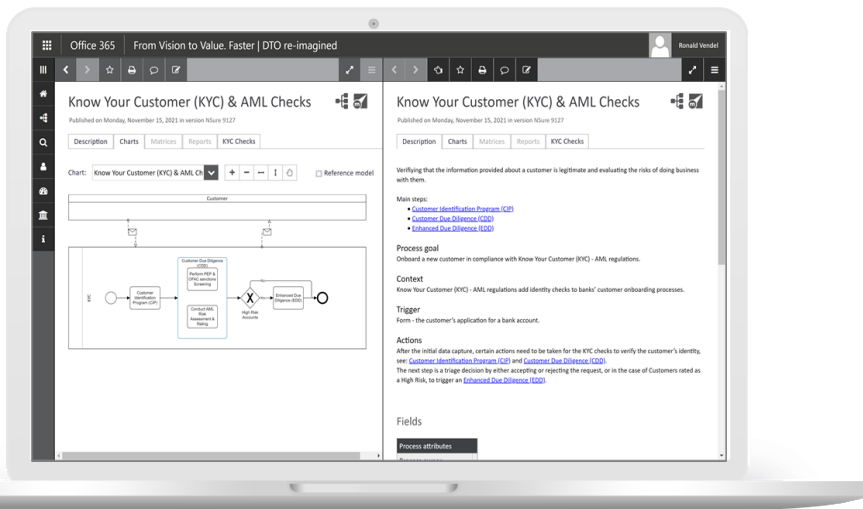 Office 365
From Vision to Value. Faster | DTO re-imagined
Ronald Vendel
Know Your Customer (KYC) & AML Checks
Published on Monday, November 15, 2021 in version NSure 9127
Description
Charts
Matrices
Reports
KYC Checks
Chart:
Know Your Customer (KYC) & AML Ch
Reference model
Customer
KYC
Customer
Identification
Program (CIP)
Customer Due Diligence
(CDD)
Perform PEP &
OFAC sanctions
Screening
Conduct AML
Risk
Assessment &
Rating
High Risk
Accounts
Enhanced Due
Diligence (EDD)
Know Your Customer (KYC) & AML Checks
Published on Monday, November 15, 2021 in version NSure 9127
Description
Charts
Matrices
Reports
KYC Checks
Verifiying that the information provided about a customer is legitimate and evaluating the risks of doing business
with them.
Main steps:
Customer Identification Program (CIP)
Customer Due Diligence (CDD)
Enhanced Due Diligence (EDD)
Process goal
Onboard a new customer in compliance with Know Your Customer (KYC) - AML regulations.
Context
Know Your Customer (KYC) - AML regulations add identity checks to banks' customer onboarding processes.
Trigger
Form - the customer's application for a bank account.
Actions
After the initial data capture, certain actions need to be taken for the KYC checks to verify the customer's identity,
see: Customer Identification Program (CIP) and Customer Due Diligence (CDD).
The next step is a triage decision by either accepting or rejecting the request, or in the case of Customers rated as
a High Risk, to trigger an Enhanced Due Diligence (EDD).
Fields
Process attributes